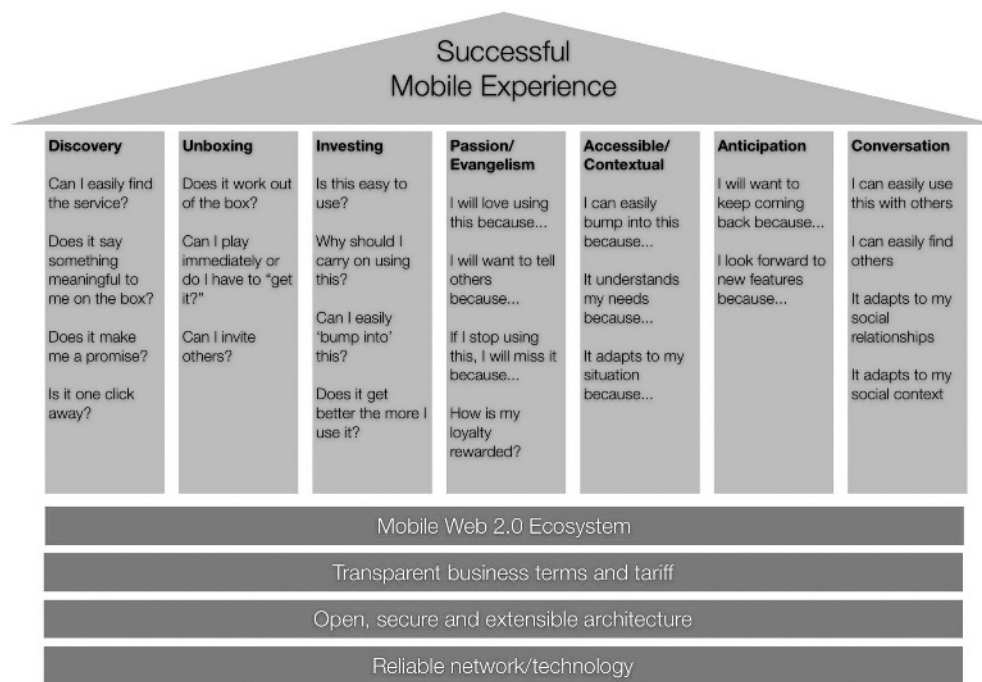 Successful
Mobile Experience
Discovery
Can I easily find
the service?
Does it say
something
meaningful to
me on the box?
Does it make
me a promise?
Is it one click
away?
Unboxing
Does it work out
of the box?
Can I play
immediately or
do I have to “get
it?”
Can I invite
others?
Investing
Is this easy to
use?
Why should I
carry on using
this?
Can I easily
‘bump into’
this?
Does it get
better the more I
use it?
Passion/
Evangelism
I will love using
this because...
I will want to tell
others
because...
If I stop using
this, I will miss it
because...
How is my
loyalty
rewarded?
Accessible/
Contextual
I can easily
bump into this
because...
It understands
my needs
because...
It adapts to my
situation
because...
Anticipation
I will want to
keep coming
back because...
I look forward to
new features
because...
Conversation
I can easily use
this with others
I can easily find
others
It adapts to my
social
relationships
It adapts to my
social context
Mobile Web 2.0 Ecosystem
Transparent business terms and tariff
Open, secure and extensible architecture
Reliable network/technology